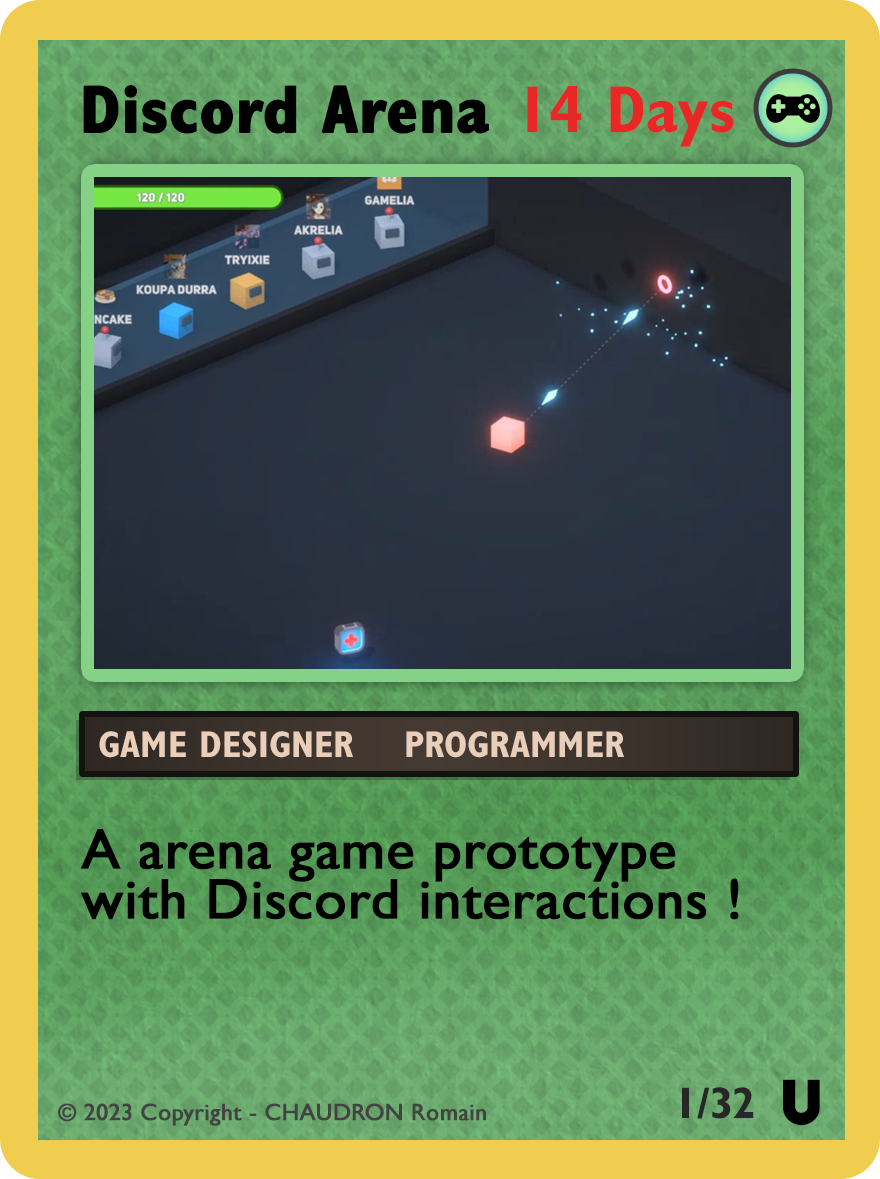 Discord Arena 14 Days
120 / 120
GAMELIA
AKRELIA
TRYIXIE
KOUPA DURRA
NCAKE
GAME DESIGNER PROGRAMMER
A arena game prototype
with Discord interactions !
© 2023 Copyright - CHAUDRON Romain
1/32 U